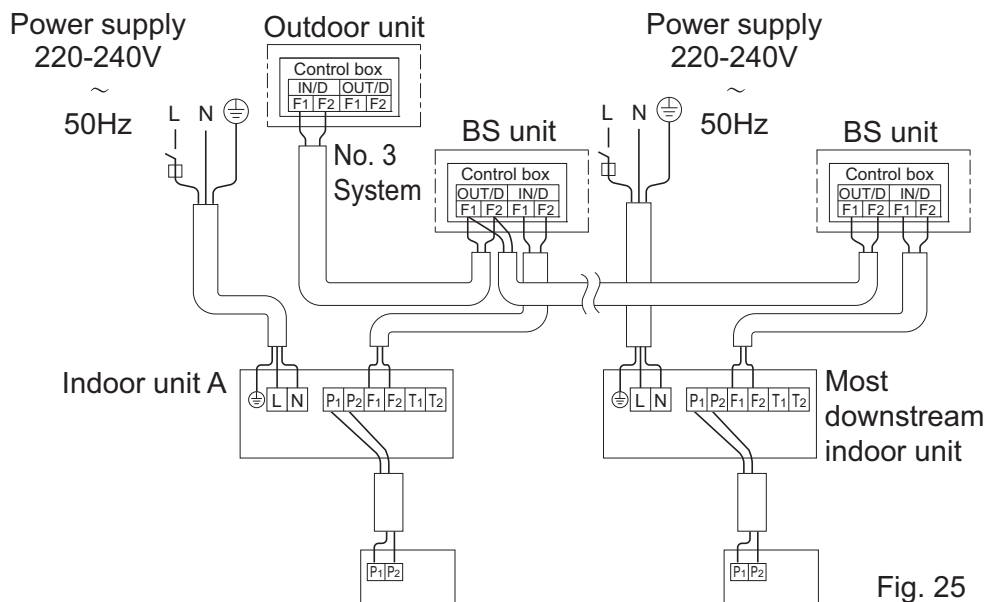 Power supply
220-240V
~
50Hz
L N
Outdoor unit
Control box
IN/D OUT/D
F1 F2 F1 F2
No. 3
System
BS unit
Control box
OUT/D IN/D
F1 F2 F1 F2
Power supply
220-240V
~
50Hz
L N
BS unit
Control box
OUT/D IN/D
F1 F2 F1 F2
Indoor unit A
L N
P1 P2 F1 F2 T1 T2
P1 P2
L N
P1 P2 F1 F2 T1 T2
Most
downstream
indoor unit
P1 P2
Fig. 25